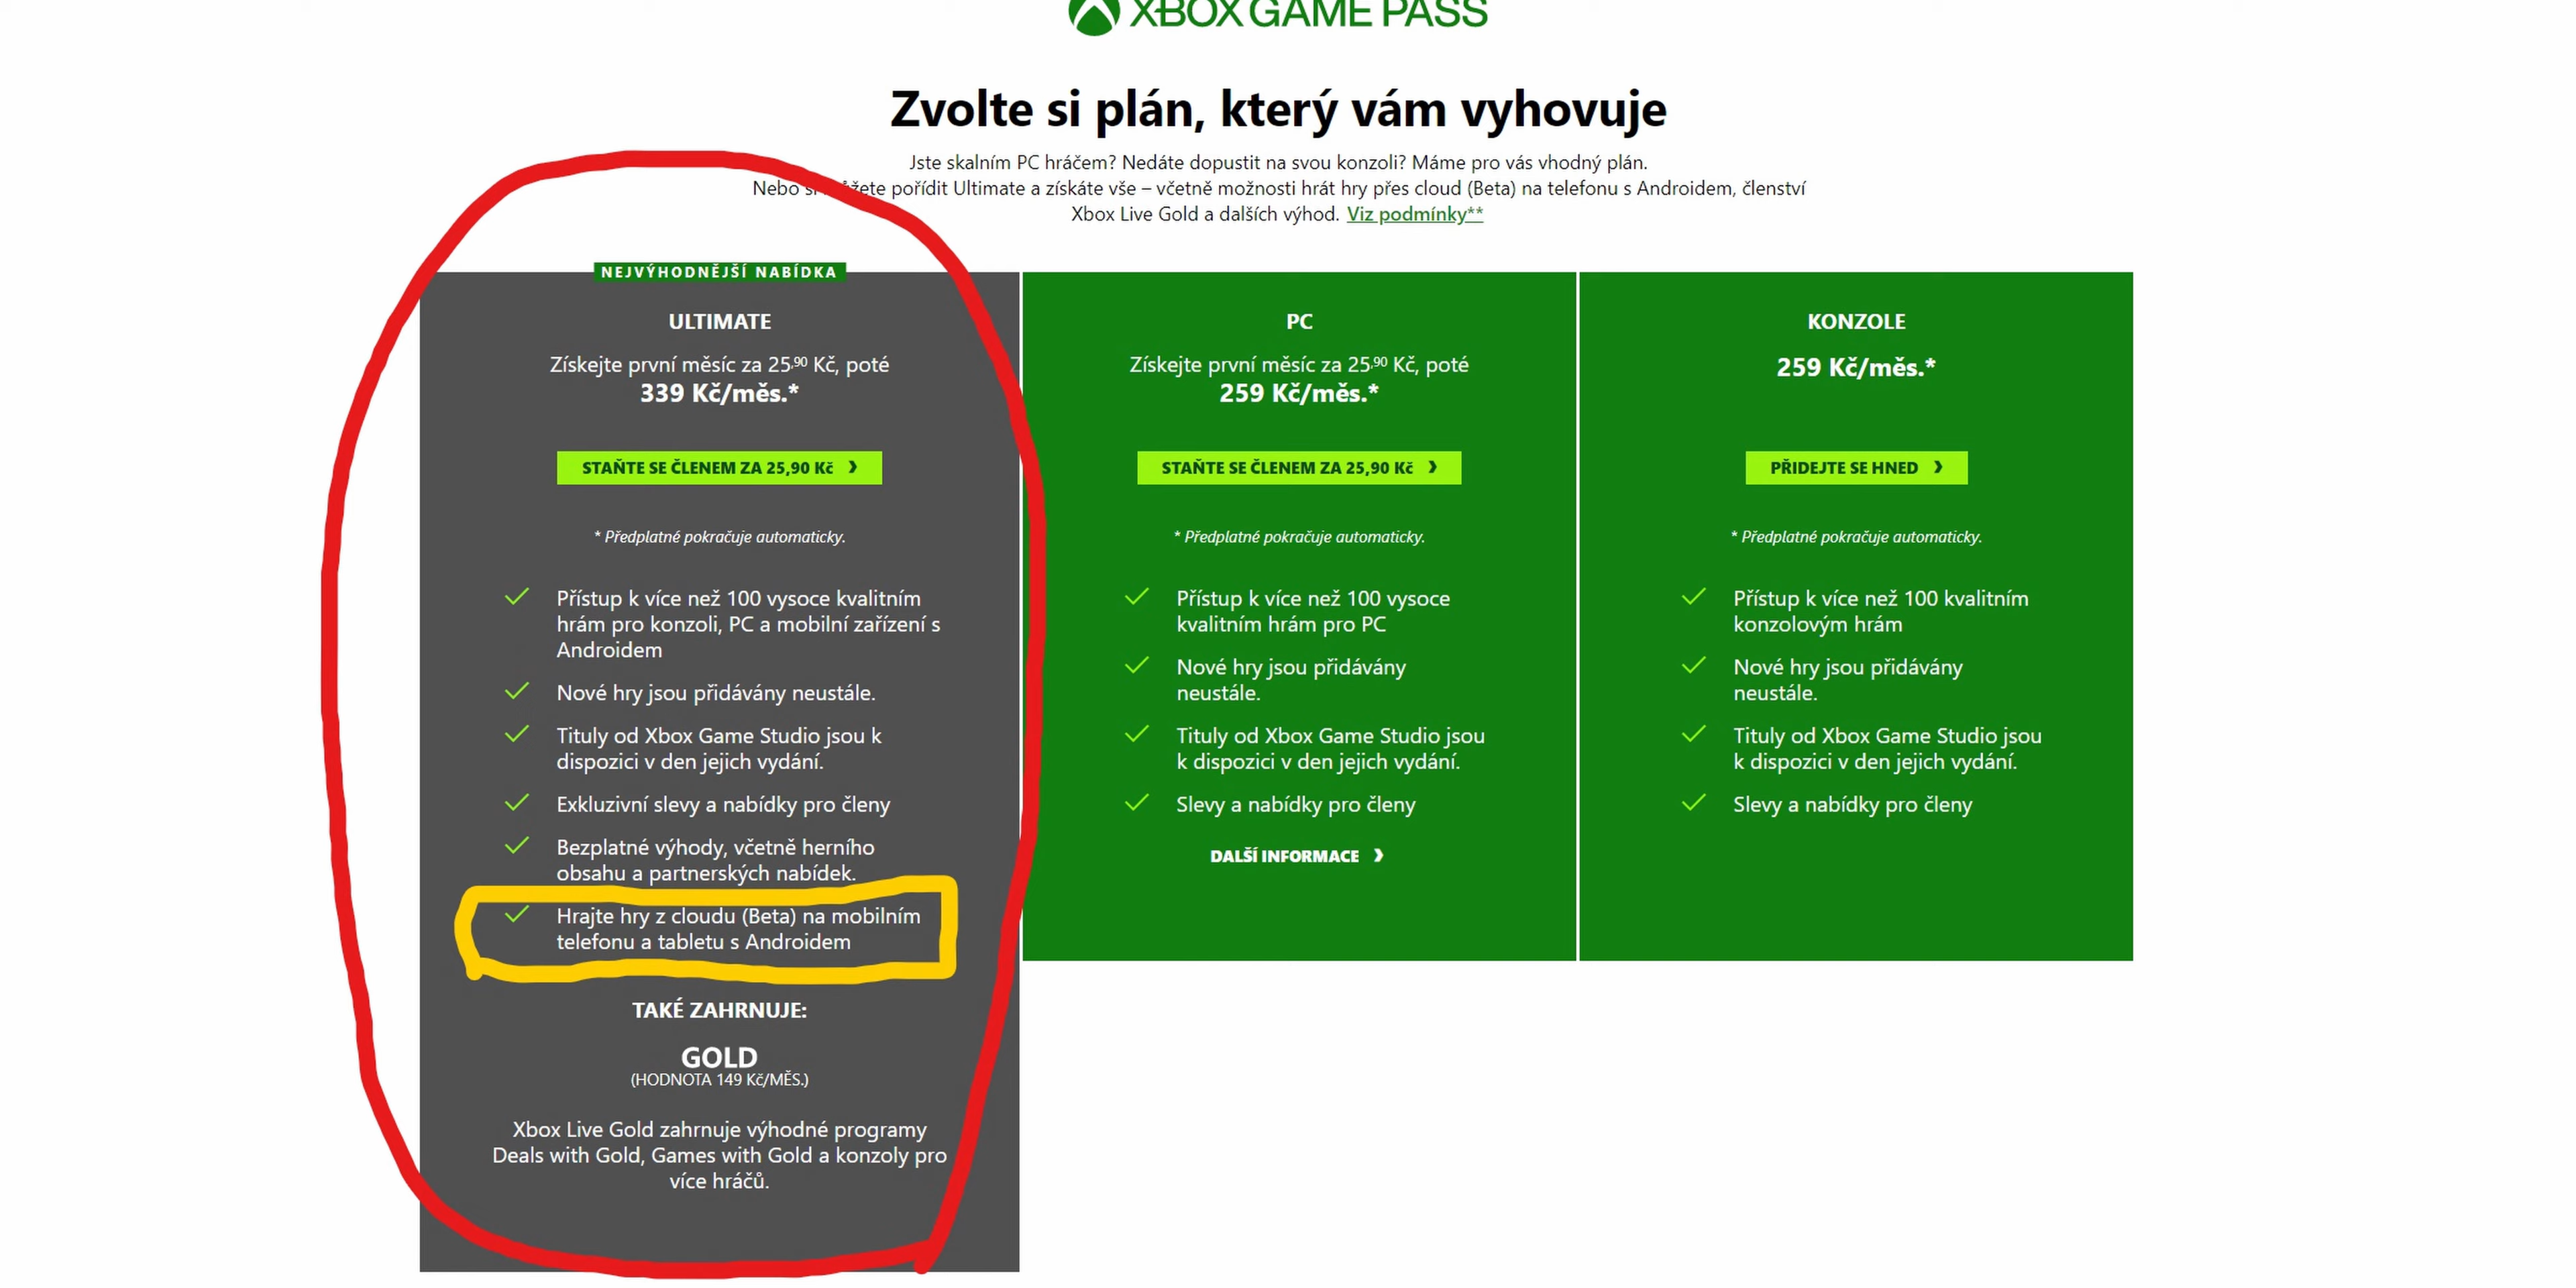 XBOX GAME PASS
Zvolte si plán, který vám vyhovuje
Jste skalním PC hráčem? Nedáte dopustit na svou konzoli? Máme pro vás vhodný plán.
Nebo si můžete pořídit Ultimate a získáte vše – včetně možnosti hrát hry přes cloud (Beta) na telefonu s Androidem, členství
Xbox Live Gold a dalších výhod. Viz podmínky**
NEJVÝHODNĚJŠÍ NABÍDKA
ULTIMATE
Získejte první měsíc za 25,90 Kč, poté
339 Kč/měs.*
STAŇTE SE ČLENEM ZA 25,90 Kč ❯
* Předplatné pokračuje automaticky.
Přístup k více než 100 vysoce kvalitním
hrám pro konzoli, PC a mobilní zařízení s
Androidem
Nové hry jsou přidávány neustále.
Tituly od Xbox Game Studio jsou k
dispozici v den jejich vydání.
Exkluzivní slevy a nabídky pro členy
Bezplatné výhody, včetně herního
obsahu a partnerských nabídek.
Hrajte hry z cloudu (Beta) na mobilním
telefonu a tabletu s Androidem
TAKÉ ZAHRNUJE:
GOLD
(HODNOTA 149 Kč/MĚS.)
Xbox Live Gold zahrnuje výhodné programy
Deals with Gold, Games with Gold a konzoly pro
více hráčů.
PC
Získejte první měsíc za 25,90 Kč, poté
259 Kč/měs.*
STAŇTE SE ČLENEM ZA 25,90 Kč ❯
* Předplatné pokračuje automaticky.
Přístup k více než 100 vysoce
kvalitním hrám pro PC
Nové hry jsou přidávány
neustále.
Tituly od Xbox Game Studio jsou
k dispozici v den jejich vydání.
Slevy a nabídky pro členy
DALŠÍ INFORMACE ❯
KONZOLE
259 Kč/měs.*
PŘIDEJTE SE HNED ❯
* Předplatné pokračuje automaticky.
Přístup k více než 100 kvalitním
konzolovým hrám
Nové hry jsou přidávány
neustále.
Tituly od Xbox Game Studio jsou
k dispozici v den jejich vydání.
Slevy a nabídky pro členy